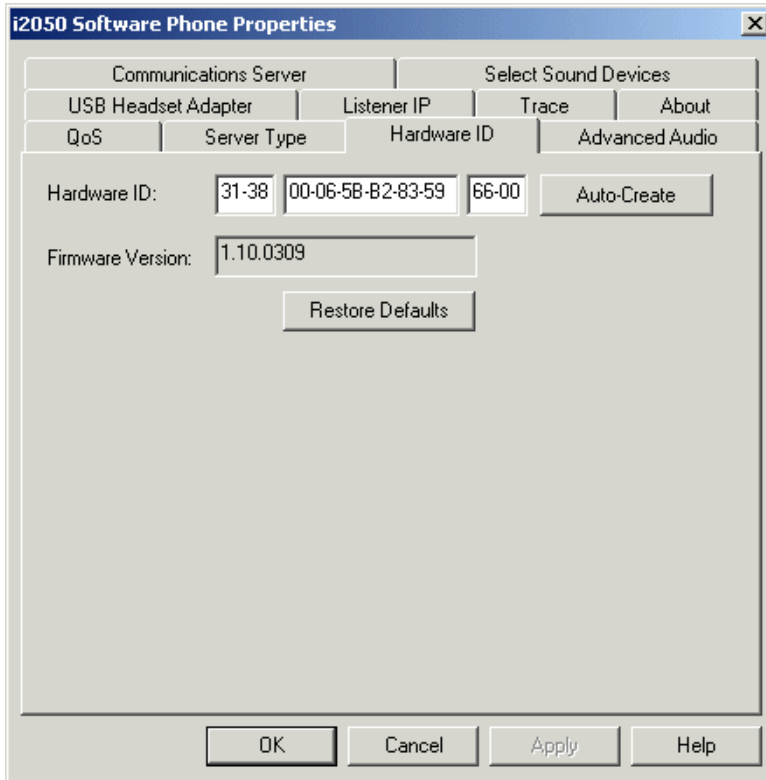 i2050 Software Phone Properties
Communications Server Select Sound Devices
USB Headset Adapter Listener IP Trace About
QoS Server Type Hardware ID Advanced Audio
Hardware ID: 31-38 00-06-5B-B2-83-59 66-00 Auto-Create
Firmware Version: 1.10.0309
Restore Defaults
OK Cancel Apply Help